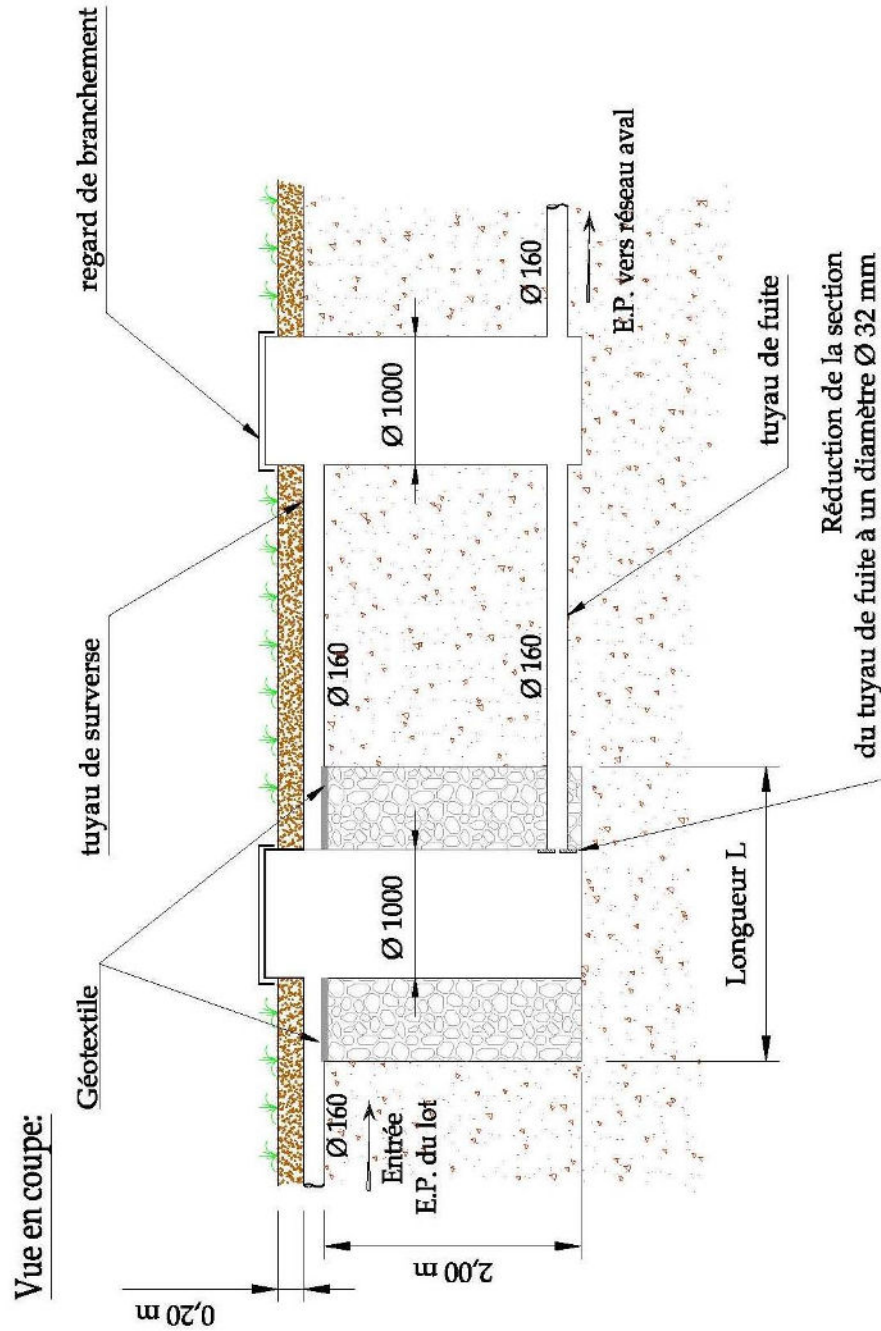 Vue en coupe:
Géotextile
tuyau de surverse
regard de branchement
0,20 m
2,00 m
Ø 160
Entrée
E.P. du lot
Ø 1000
Ø 160
Ø 1000
Ø 160
Ø 160
E.P. vers réseau aval
Longueur L
tuyau de fuite
Réduction de la section
du tuyau de fuite à un diamètre Ø 32 mm